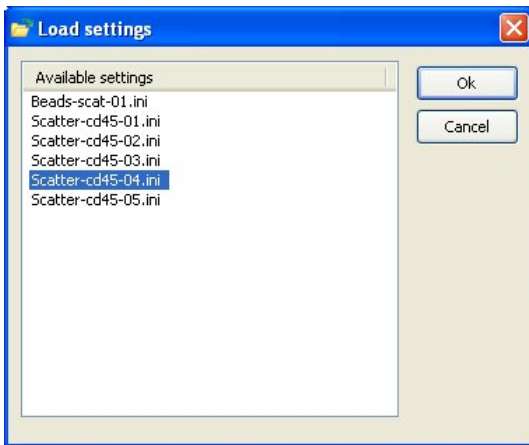 Load settings
Available settings
Ok
Beads-scat-01.ini
Scatter-cd45-01.ini
Cancel
Scatter-cd45-02.ini
Scatter-cd45-03.ini
Scatter-cd45-04.ini
Scatter-cd45-05.ini